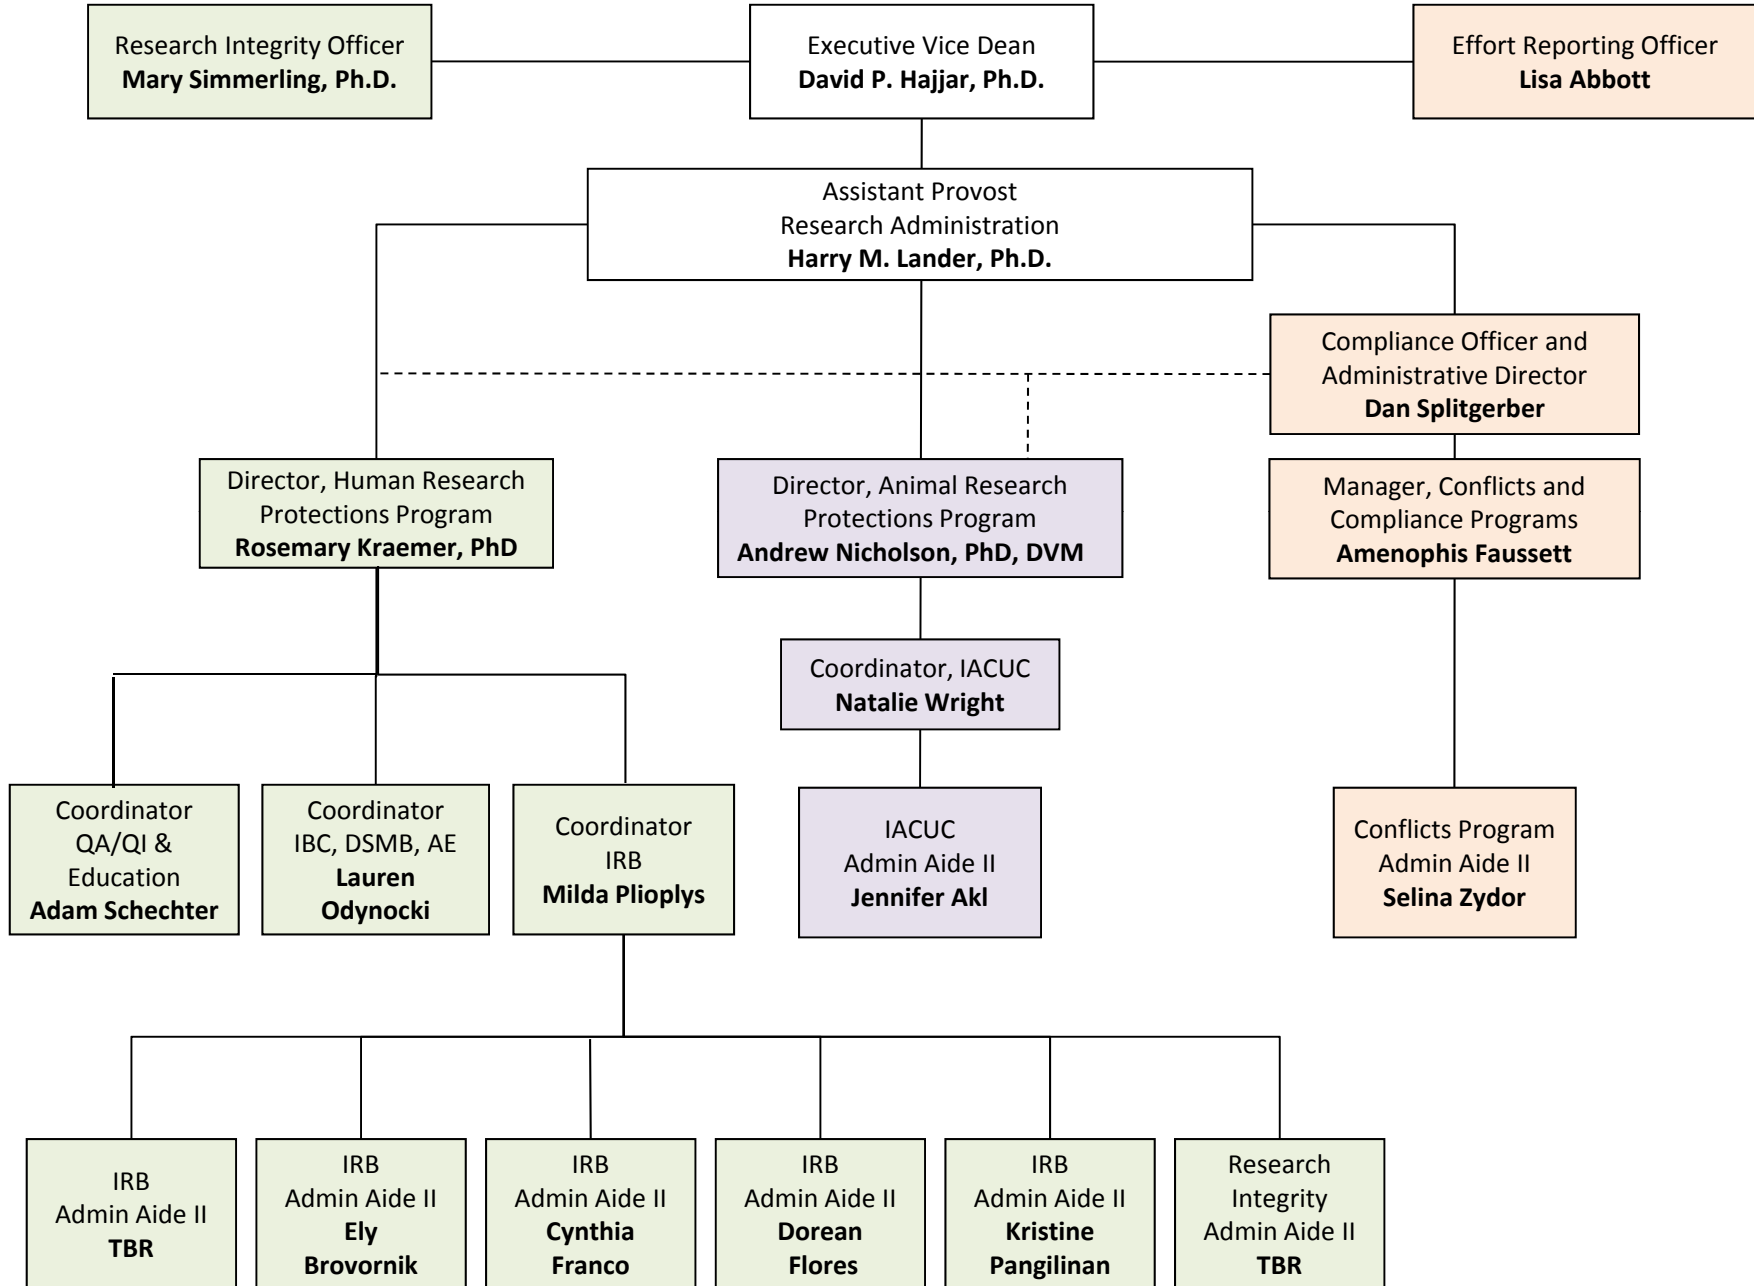 Research Integrity Officer
Mary Simmerling, Ph.D.
Executive Vice Dean
David P. Hajjar, Ph.D.
Effort Reporting Officer
Lisa Abbott
Assistant Provost
Research Administration
Harry M. Lander, Ph.D.
Compliance Officer and
Administrative Director
Dan Splitgerber
Director, Human Research
Protections Program
Rosemary Kraemer, PhD
Director, Animal Research
Protections Program
Andrew Nicholson, PhD, DVM
Manager, Conflicts and
Compliance Programs
Amenophis Faussett
Coordinator, IACUC
Natalie Wright
Coordinator
QA/QI &
Education
Adam Schechter
Coordinator
IBC, DSMB, AE
Lauren
Odynocki
Coordinator
IRB
Milda Plioplys
IACUC
Admin Aide II
Jennifer Akl
Conflicts Program
Admin Aide II
Selina Zydor
IRB
Admin Aide II
TBR
IRB
Admin Aide II
Ely
Brovornik
IRB
Admin Aide II
Cynthia
Franco
IRB
Admin Aide II
Dorean
Flores
IRB
Admin Aide II
Kristine
Pangilinan
Research
Integrity
Admin Aide II
TBR